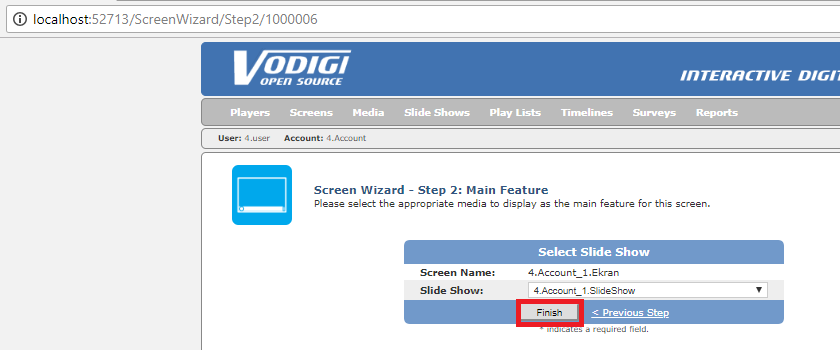 localhost:52713/ScreenWizard/Step2/1000006
VODIGI
OPEN SOURCE
INTERACTIVE DIGI
Players Screens Media Slide Shows Play Lists Timelines Surveys Reports
User: 4.user Account: 4.Account
Screen Wizard - Step 2: Main Feature
Please select the appropriate media to display as the main feature for this screen.
Select Slide Show
Screen Name: 4.Account_1.Ekran
Slide Show: 4.Account_1.SlideShow
Finish < Previous Step
* indicates a required field.